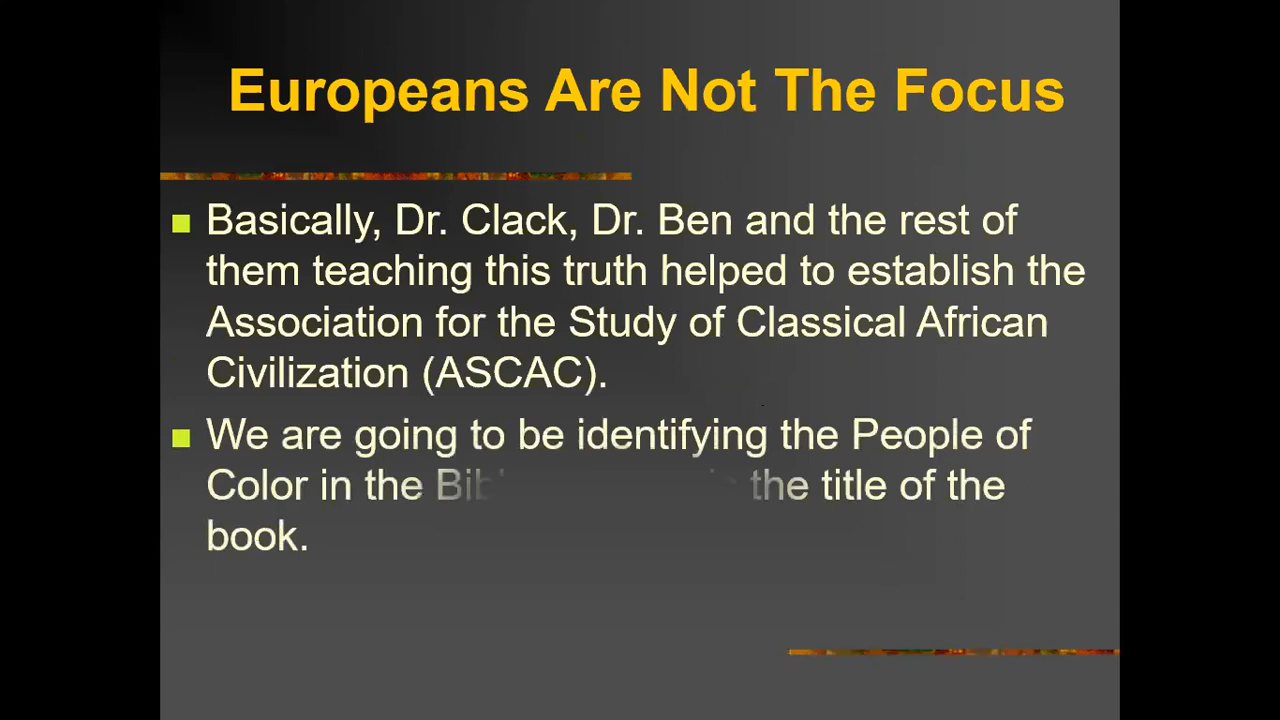 Europeans Are Not The Focus
Basically, Dr. Clack, Dr. Ben and the rest of
them teaching this truth helped to establish the
Association for the Study of Classical African
Civilization (ASCAC).
We are going to be identifying the People of
Color in the the title of the
book.